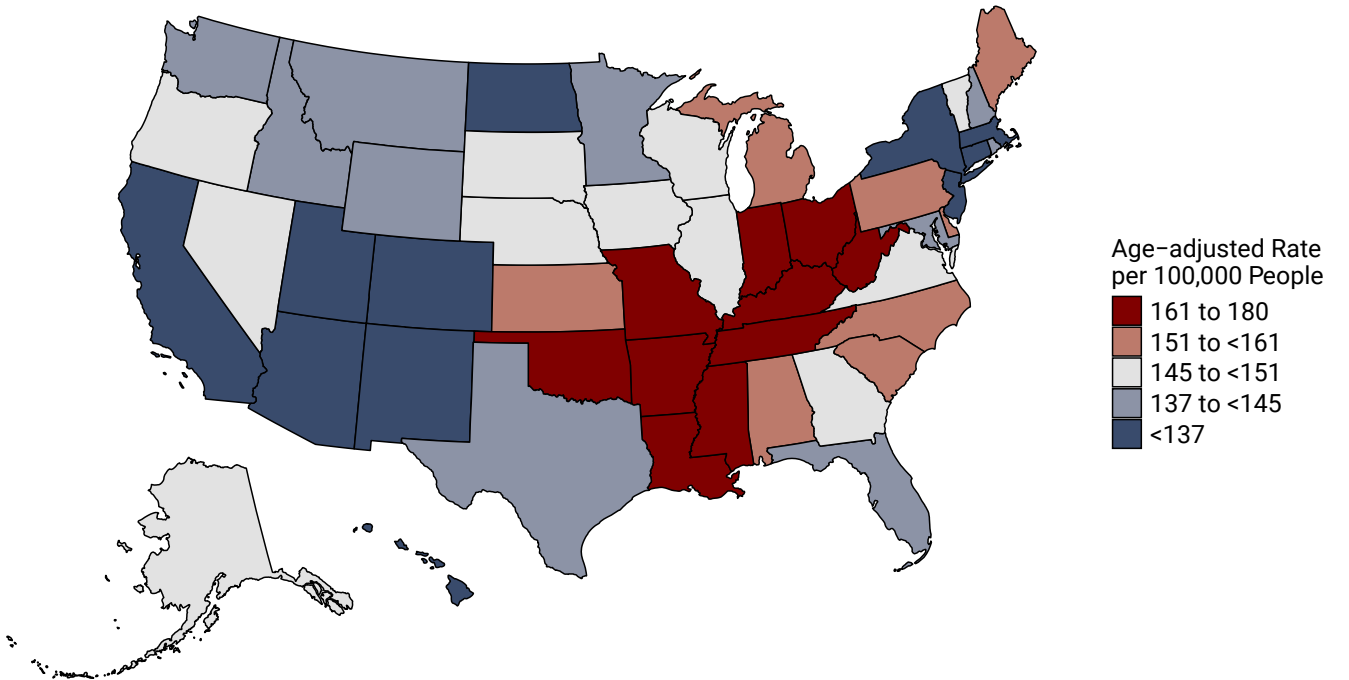 Age−adjusted Rate
per 100,000 People
161 to 180
151 to <161
145 to <151
137 to <145
<137